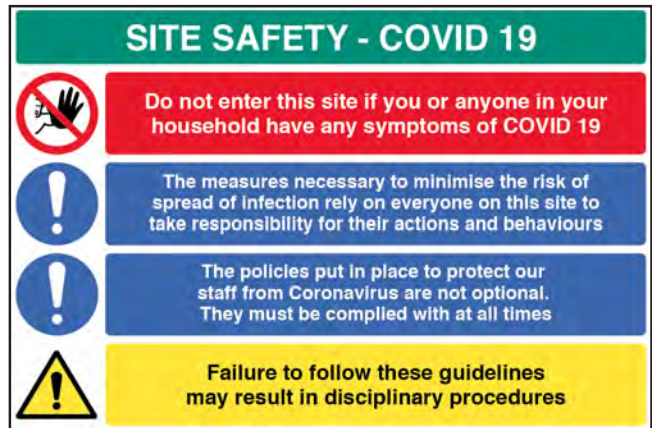 SITE SAFETY - COVID 19
Do not enter this site if you or anyone in your
household have any symptoms of COVID 19
The measures necessary to minimise the risk of
spread of infection rely on everyone on this site to
take responsibility for their actions and behaviours
The policies put in place to protect our
staff from Coronavirus are not optional.
They must be complied with at all times
Failure to follow these guidelines
may result in disciplinary procedures